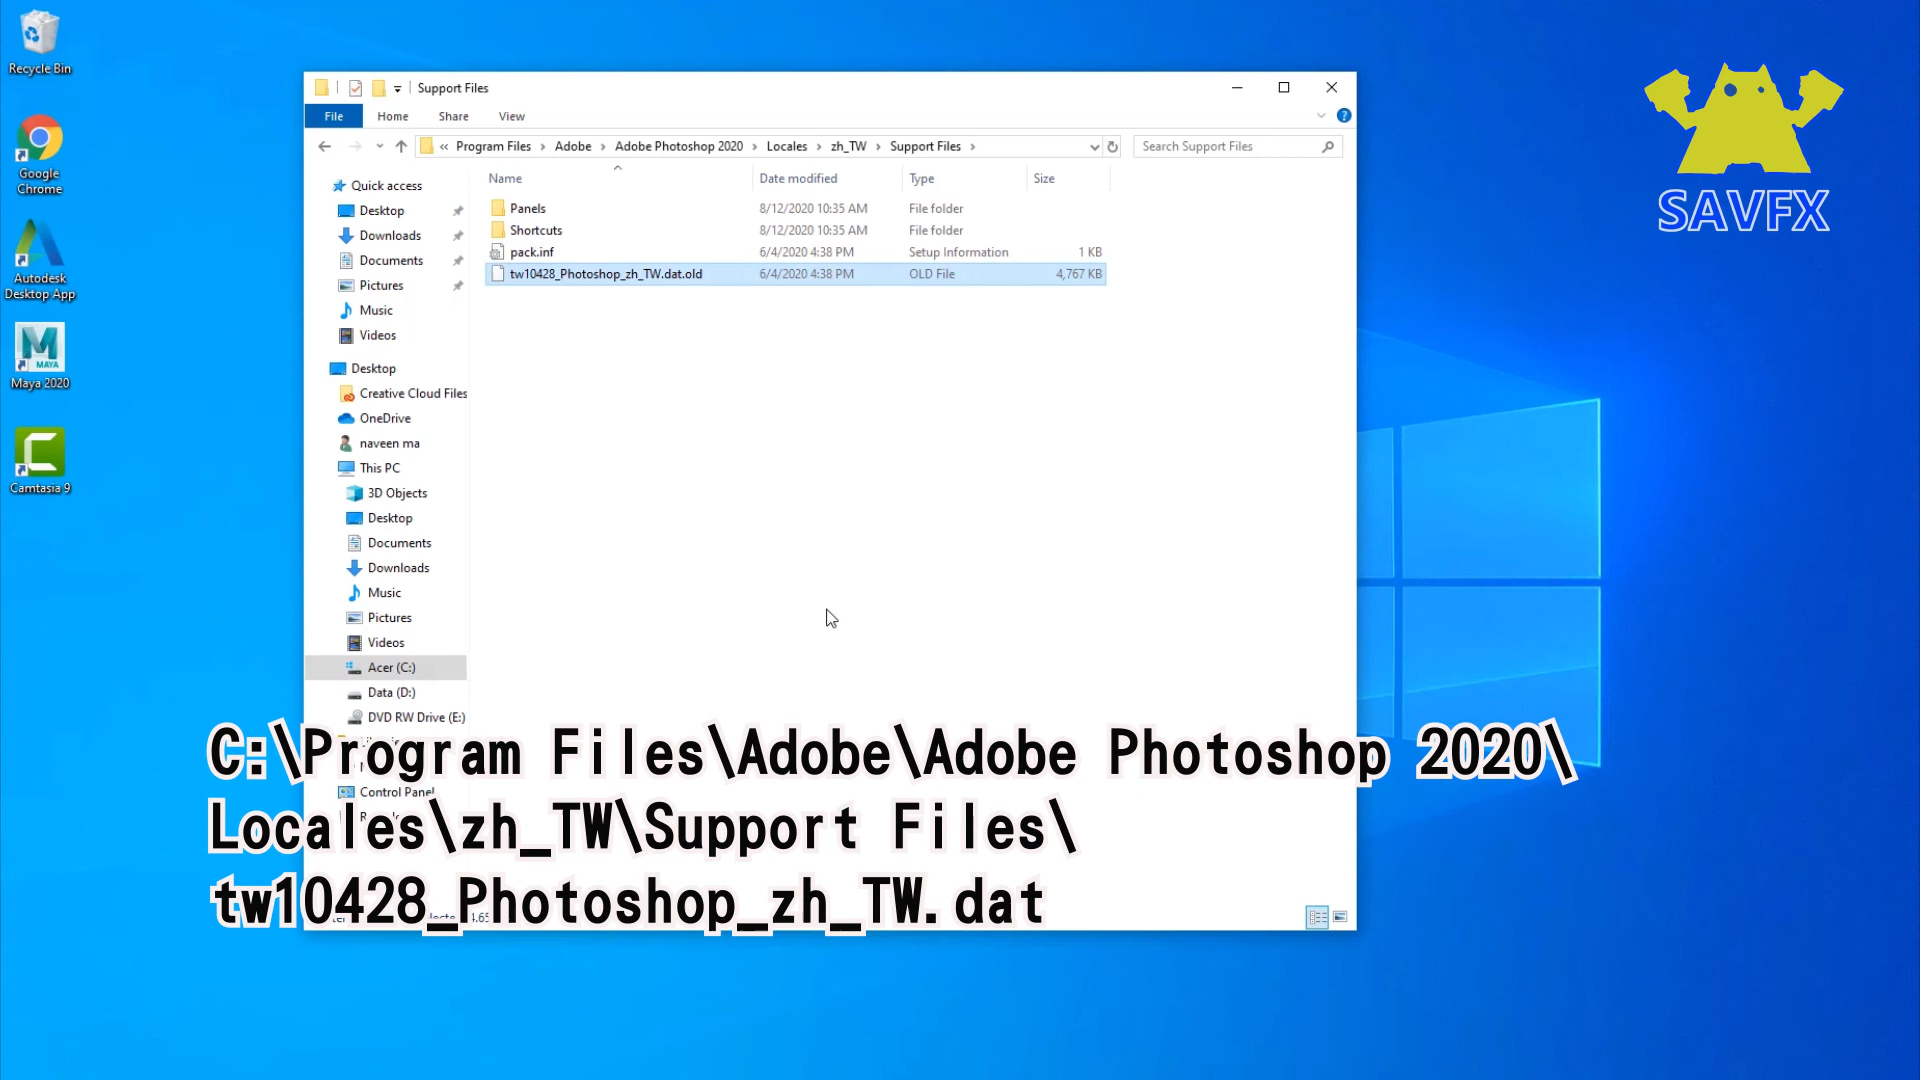 Recycle Bin
Google
Chrome
Autodesk
Desktop App
MAYA
Maya 2020
Camtasia 9
Support Files
File Home Share View
« Program Files › Adobe › Adobe Photoshop 2020 › Locales › zh_TW › Support Files ›
Search Support Files
Name Date modified Type Size
Panels 8/12/2020 10:35 AM File folder
Shortcuts 8/12/2020 10:35 AM File folder
pack.inf 6/4/2020 4:38 PM Setup Information 1 KB
tw10428_Photoshop_zh_TW.dat.old 6/4/2020 4:38 PM OLD File 4,767 KB
Quick access
Desktop
Downloads
Documents
Pictures
Music
Videos
Desktop
Creative Cloud Files
OneDrive
naveen ma
This PC
3D Objects
Desktop
Documents
Downloads
Music
Pictures
Videos
Acer (C:)
Data (D:)
DVD RW Drive (E:)
Control Panel
SAVFX
C:\Program Files\Adobe\Adobe Photoshop 2020\
Locales\zh_TW\Support Files\
tw10428_Photoshop_zh_TW.dat